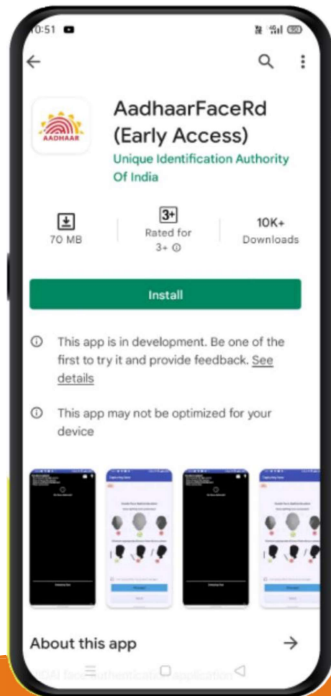 10:51
AADHAAR
AadhaarFaceRd
(Early Access)
Unique Identification Authority
Of India
70 MB
3+
Rated for
3+
10K+
Downloads
Install
This app is in development. Be one of the
first to try it and provide feedback. See
details
This app may not be optimized for your
device
About this app